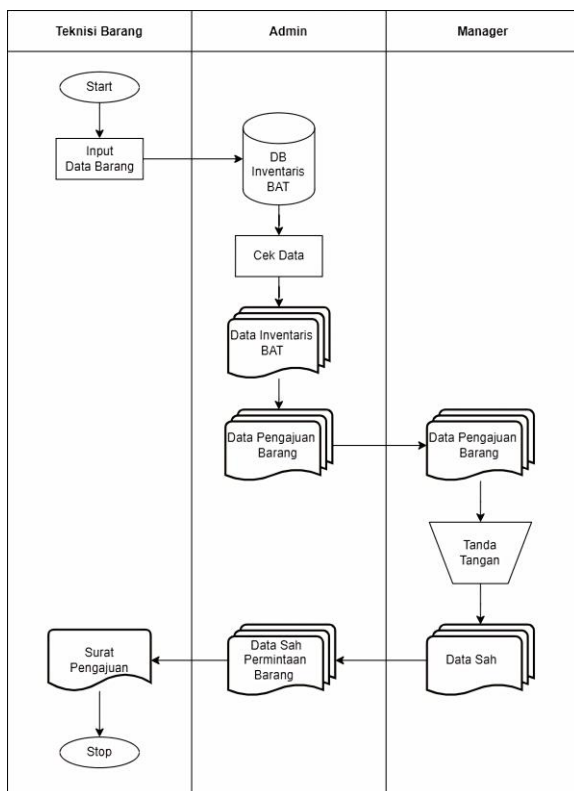 Teknisi Barang
Admin
Manager
Start
Input
Data Barang
DB
Inventaris
BAT
Cek Data
Data Inventaris
BAT
Data Pengajuan
Barang
Data Pengajuan
Barang
Tanda
Tangan
Surat
Pengajuan
Data Sah
Permintaan
Barang
Data Sah
Stop